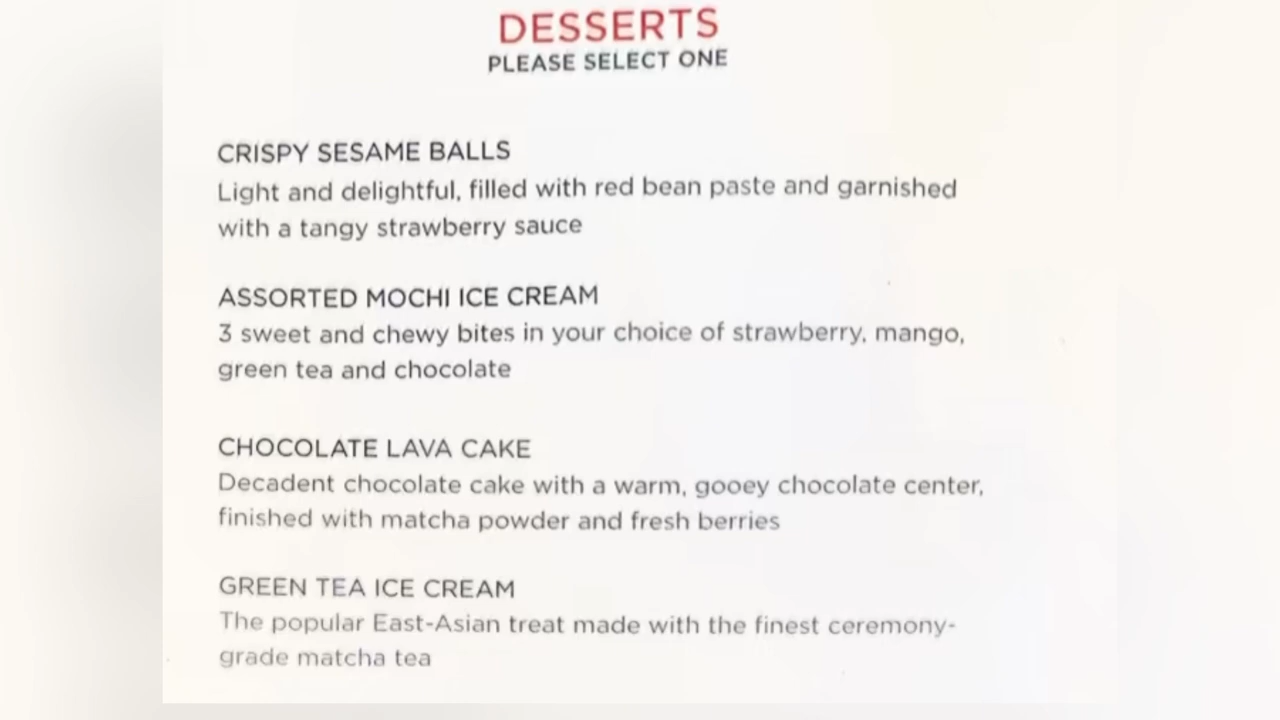 DESSERTS
PLEASE SELECT ONE
CRISPY SESAME BALLS
Light and delightful, filled with red bean paste and garnished
with a tangy strawberry sauce
ASSORTED MOCHI ICE CREAM
3 sweet and chewy bites in your choice of strawberry, mango,
green tea and chocolate
CHOCOLATE LAVA CAKE
Decadent chocolate cake with a warm, gooey chocolate center,
finished with matcha powder and fresh berries
GREEN TEA ICE CREAM
The popular East-Asian treat made with the finest ceremony-
grade matcha tea